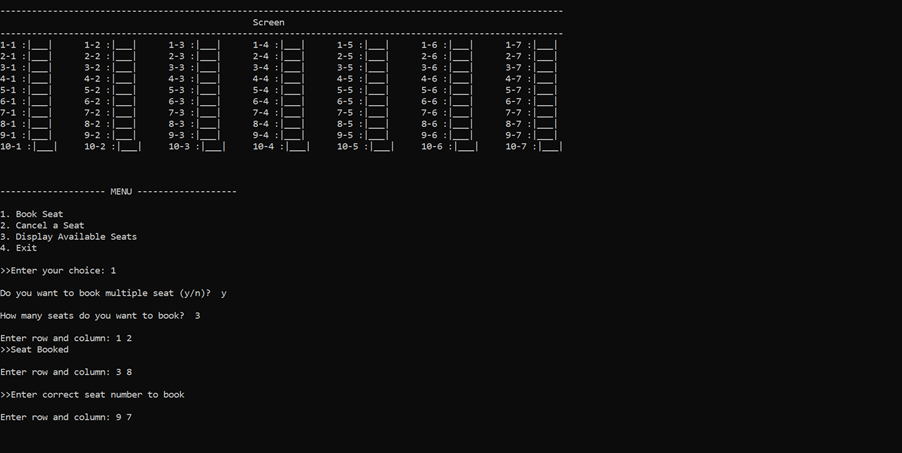 -----------------------------------------------------------------------------------------------------------
Screen
-----------------------------------------------------------------------------------------------------------
1-1 :|___| 1-2 :|___| 1-3 :|___| 1-4 :|___| 1-5 :|___| 1-6 :|___| 1-7 :|___|
2-1 :|___| 2-2 :|___| 2-3 :|___| 2-4 :|___| 2-5 :|___| 2-6 :|___| 2-7 :|___|
3-1 :|___| 3-2 :|___| 3-3 :|___| 3-4 :|___| 3-5 :|___| 3-6 :|___| 3-7 :|___|
4-1 :|___| 4-2 :|___| 4-3 :|___| 4-4 :|___| 4-5 :|___| 4-6 :|___| 4-7 :|___|
5-1 :|___| 5-2 :|___| 5-3 :|___| 5-4 :|___| 5-5 :|___| 5-6 :|___| 5-7 :|___|
6-1 :|___| 6-2 :|___| 6-3 :|___| 6-4 :|___| 6-5 :|___| 6-6 :|___| 6-7 :|___|
7-1 :|___| 7-2 :|___| 7-3 :|___| 7-4 :|___| 7-5 :|___| 7-6 :|___| 7-7 :|___|
8-1 :|___| 8-2 :|___| 8-3 :|___| 8-4 :|___| 8-5 :|___| 8-6 :|___| 8-7 :|___|
9-1 :|___| 9-2 :|___| 9-3 :|___| 9-4 :|___| 9-5 :|___| 9-6 :|___| 9-7 :|___|
10-1 :|___| 10-2 :|___| 10-3 :|___| 10-4 :|___| 10-5 :|___| 10-6 :|___| 10-7 :|___|
-------------------- MENU -------------------
1. Book Seat
2. Cancel a Seat
3. Display Available Seats
4. Exit
>>Enter your choice: 1
Do you want to book multiple seat (y/n)?  y
How many seats do you want to book?  3
Enter row and column: 1 2
>>Seat Booked
Enter row and column: 3 8
>>Enter correct seat number to book
Enter row and column: 9 7